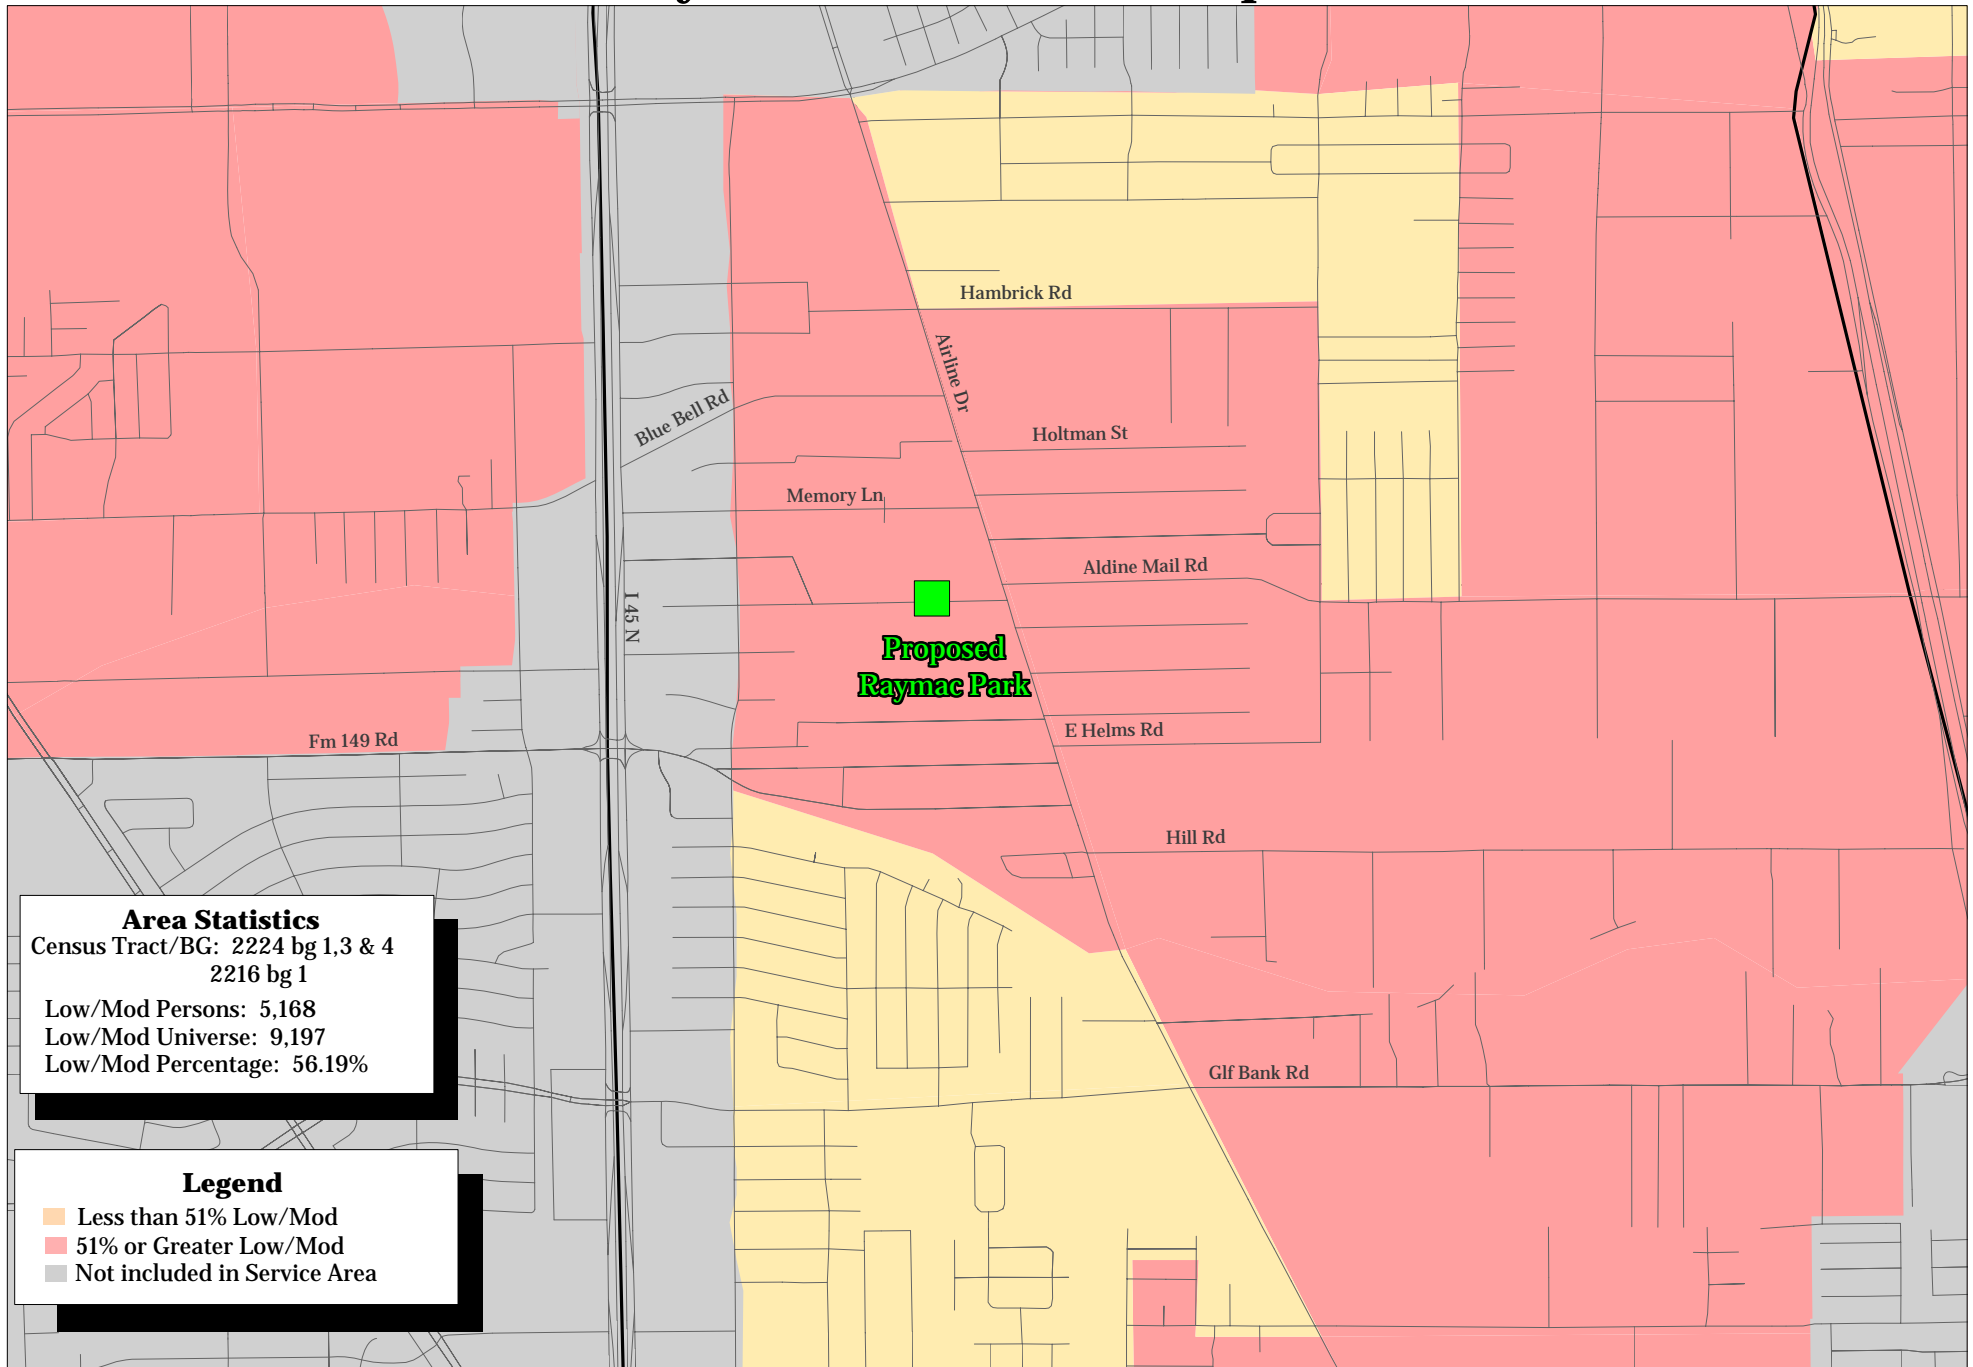 Hambrick Rd
Airline Dr
Blue Bell Rd
Holtman St
Memory Ln
Aldine Mail Rd
I 45 N
Proposed
Raymac Park
E Helms Rd
Fm 149 Rd
Hill Rd
Area Statistics
Census Tract/BG: 2224 bg 1,3 & 4
2216 bg 1
Low/Mod Persons: 5,168
Low/Mod Universe: 9,197
Low/Mod Percentage: 56.19%
Glf Bank Rd
Legend
Less than 51% Low/Mod
51% or Greater Low/Mod
Not included in Service Area